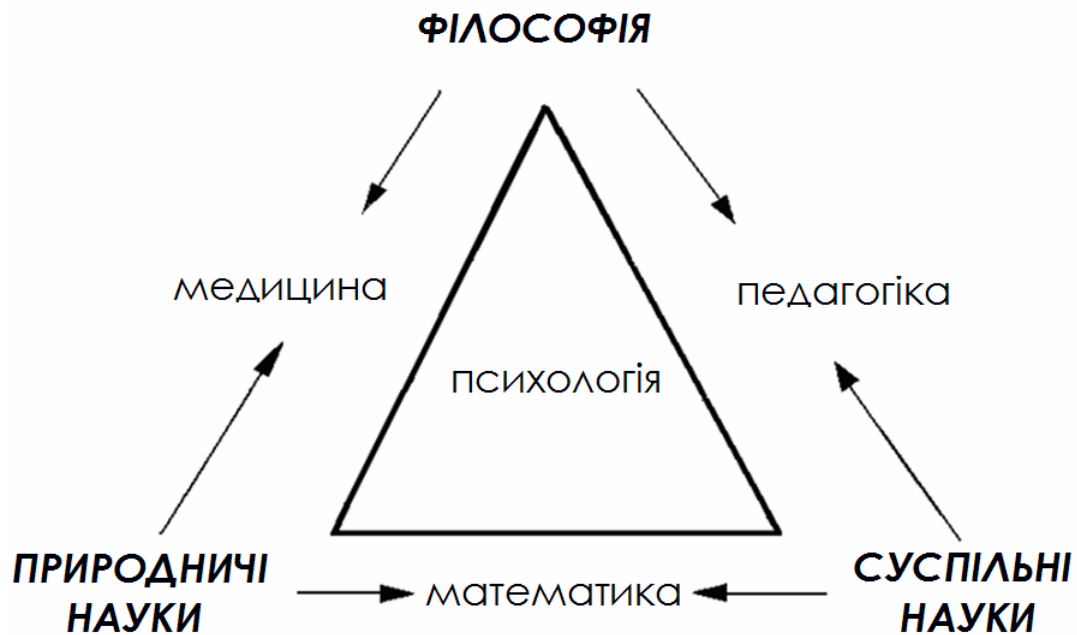 ФІЛОСОФІЯ
медицина
педагогіка
психологія
ПРИРОДНИЧІ
НАУКИ
математика
СУСПІЛЬНІ
НАУКИ